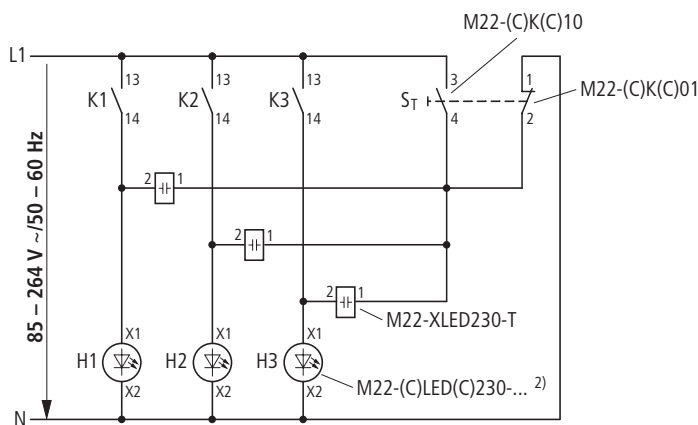 M22-(C)K(C)10
L1
13 13 13 3 1
K1 K2 K3 S T M22-(C)K(C)01
14 14 14 4 2
85 – 264 V ~/50 – 60 Hz
2 1
2 1
2 1
M22-XLED230-T
X1 X1 X1
H1 H2 H3
X2 X2 X2
M22-(C)LED(C)230-... 2)
N